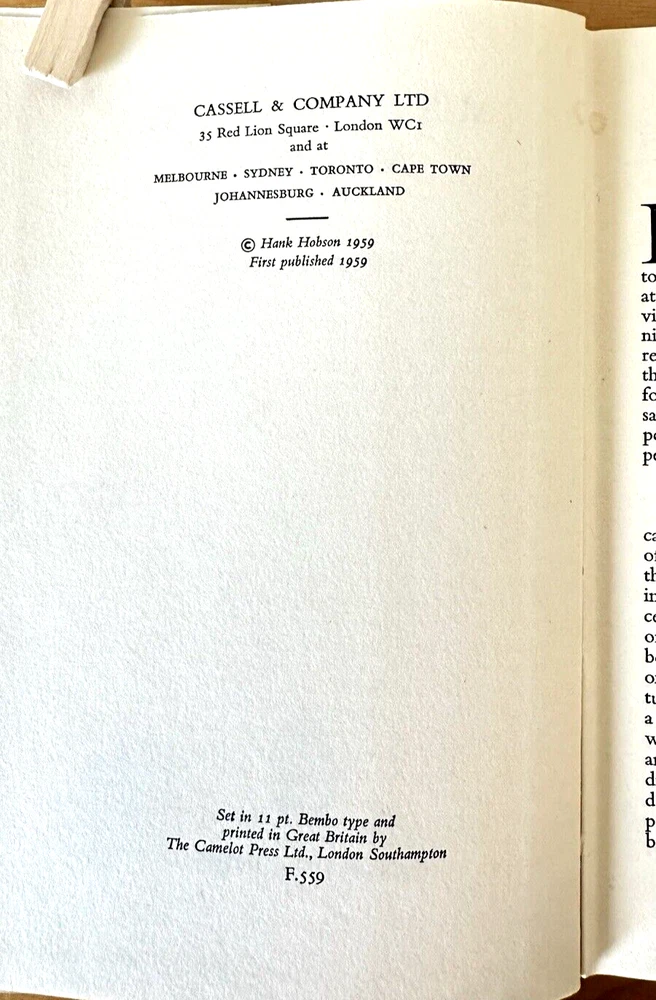 CASSELL & COMPANY LTD
35 Red Lion Square · London WC1
and at
MELBOURNE · SYDNEY · TORONTO · CAPE TOWN
JOHANNESBURG · AUCKLAND
© Hank Hobson 1959
First published 1959
Set in 11 pt. Bembo type and
printed in Great Britain by
The Camelot Press Ltd., London Southampton
F.559